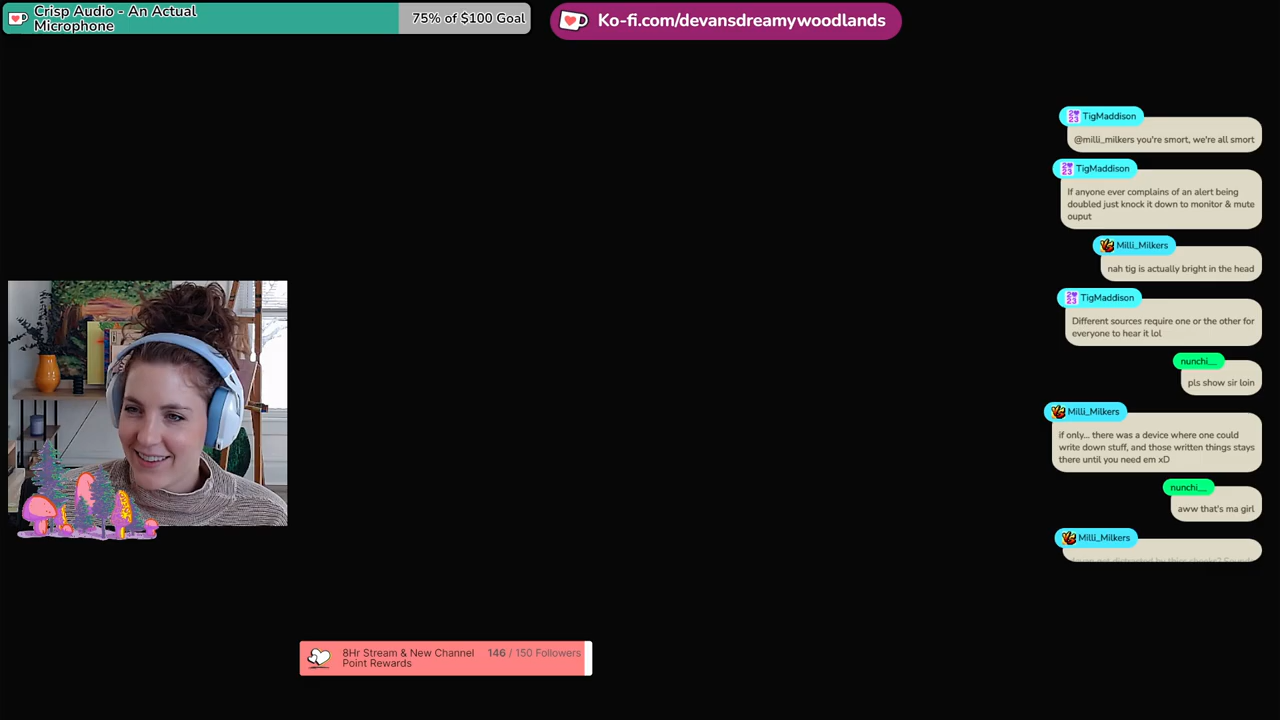 Crisp Audio - An Actual
Microphone
75% of $100 Goal
Ko-fi.com/devansdreamywoodlands
TigMaddison
@milli_milkers you're smort, we're all smort
TigMaddison
If anyone ever complains of an alert being
doubled just knock it down to monitor & mute
ouput
Milli_Milkers
nah tig is actually bright in the head
TigMaddison
Different sources require one or the other for
everyone to hear it lol
nunchi__
pls show sir loin
Milli_Milkers
if only... there was a device where one could
write down stuff, and those written things stays
there until you need em xD
nunchi__
aww that's ma girl
Milli_Milkers
8Hr Stream & New Channel
Point Rewards
146 / 150 Followers